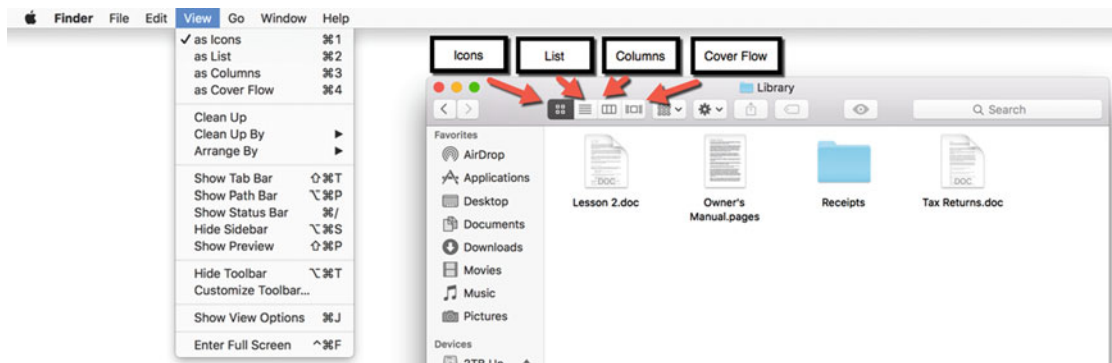 Finder File Edit View Go Window Help
✓ as Icons ⌘1
as List ⌘2
as Columns ⌘3
as Cover Flow ⌘4
Clean Up
Clean Up By ▶
Arrange By ▶
Show Tab Bar ⇧⌘T
Show Path Bar ⌥⌘P
Show Status Bar ⌘/
Hide Sidebar ⌥⌘S
Show Preview ⇧⌘P
Hide Toolbar ⌥⌘T
Customize Toolbar...
Show View Options ⌘J
Enter Full Screen ^⌘F
Icons List Columns Cover Flow
Library
Search
Favorites
AirDrop
Applications
Desktop
Documents
Downloads
Movies
Music
Pictures
Devices
DOC
Lesson 2.doc
Owner's
Manual.pages
Receipts
DOC
Tax Returns.doc